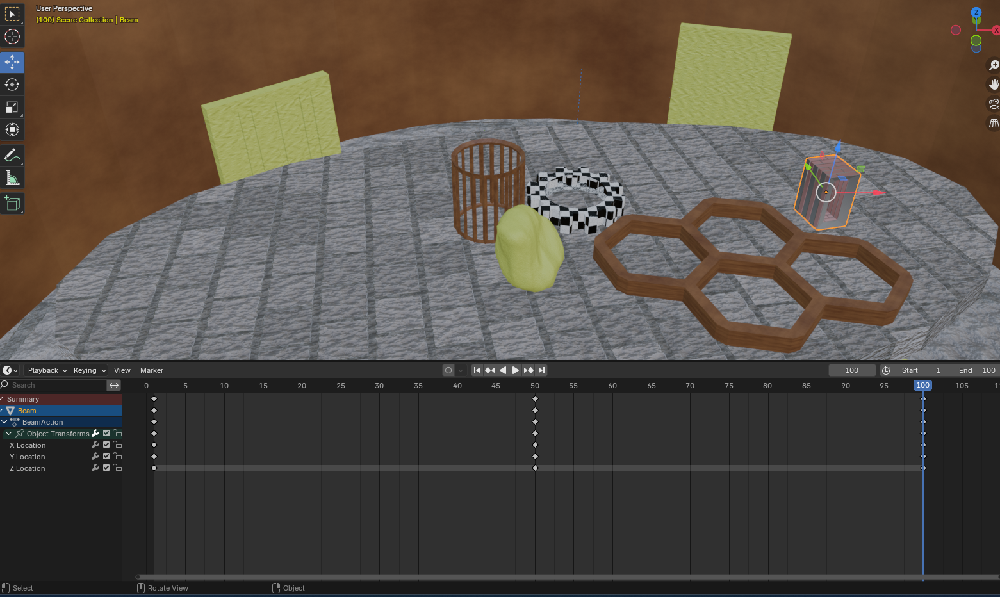 User Perspective
(100) Scene Collection | Beam
Z
X
Playback Keying View Marker 100 Start 1 End 100
Search 0 5 10 15 20 25 30 35 40 45 50 55 60 65 70 75 80 85 90 95 100 105
Summary
Beam
BeamAction
Object Transforms
X Location
Y Location
Z Location
Select Rotate View Object